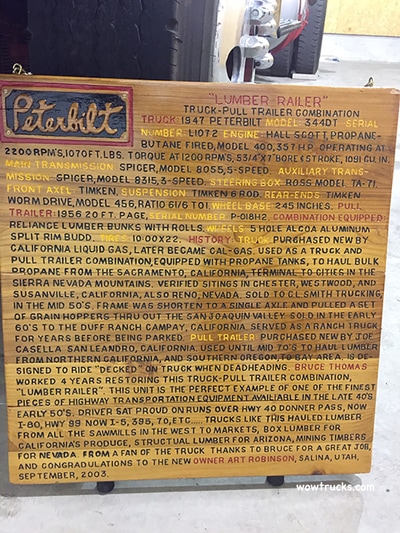 Peterbilt
"LUMBER RAILER"
TRUCK-PULL TRAILER COMBINATION
TRUCK: 1947 PETERBILT MODEL: 344DT SERIAL
NUMBER: L1072 ENGINE: HALL SCOTT, PROPANE-
BUTANE FIRED, MODEL 400, 357 H.P. OPERATING AT
2200 RPM'S, 1070 FT. LBS. TORQUE AT 1200 RPM'S, 53/4"X7" BORE & STROKE, 1091 CU. IN.
MAIN TRANSMISSION: SPICER, MODEL 8055, 5-SPEED. AUXILIARY TRANS-
MISSION: SPICER, MODEL 8315, 3-SPEED. STEERING BOX: ROSS MODEL TA-71.
FRONT AXEL: TIMKEN, SUSPENSION: TIMKEN 6 ROD, REAR-ENDS: TIMKEN
WORM DRIVE, MODEL 456, RATIO 61/6 TO 1. WHEEL BASE: 245 INCHES. PULL
TRAILER: 1956 20 FT. PAGE, SERIAL NUMBER: P-018H2. COMBINATION EQUIPPED:
RELIANCE LUMBER BUNKS WITH ROLLS, WHEELS: 5 HOLE ALCOA ALUMINUM
SPLIT RIM BUDD, TIRES: 10:00X22". HISTORY: TRUCK: PURCHASED NEW BY
CALIFORNIA LIQUID GAS, LATER BECAME CAL-GAS. USED AS A TRUCK AND
PULL TRAILER COMBINATION, EQUIPPED WITH PROPANE TANKS, TO HAUL BULK
PROPANE FROM THE SACRAMENTO, CALIFORNIA, TERMINAL TO CITIES IN THE
SIERRA NEVADA MOUNTAINS. VERIFIED SITINGS IN CHESTER, WESTWOOD, AND
SUSANVILLE, CALIFORNIA, ALSO RENO, NEVADA. SOLD TO C.L. SMITH TRUCKING,
IN THE MID 50'S, FRAME WAS SHORTEN TO A SINGLE AXLE AND PULLED A SET
OF GRAIN HOPPERS THRU OUT THE SAN JOAQUIN VALLEY. SOLD IN THE EARLY
60'S TO THE DUFF RANCH CAMPAY, CALIFORNIA. SERVED AS A RANCH TRUCK
FOR YEARS BEFORE BEING PARKED. PULL TRAILER: PURCHASED NEW BY JOE
CASELLA, SAN LEANDRO, CALIFORNIA. USED UNTIL MID 70'S TO HAUL LUMBER
FROM NORTHERN CALIFORNIA, AND SOUTHERN OREGON, TO BAY AREA. IS DE-
SIGNED TO RIDE "DECKED" ON TRUCK WHEN DEADHEADING. BRUCE THOMAS
WORKED 4 YEARS RESTORING THIS TRUCK-PULL TRAILER COMBINATION,
"LUMBER RAILER". THIS UNIT IS THE PERFECT EXAMPLE OF ONE OF THE FINEST
PIECES OF HIGHWAY TRANSPORTATION EQUIPMENT AVAILIABLE IN THE LATE 40'S
EARLY 50'S. DRIVER SAT PROUD ON RUNS OVER HWY 40 DONNER PASS, NOW
I-80, HWY 99 NOW I-5, 395, 70, ETC.... TRUCKS LIKE THIS HAULED LUMBER
FROM ALL THE SAWMILLS IN THE WEST TO MARKETS, BOX LUMBER FOR
CALIFORNIA'S PRODUCE, STRUCTUAL LUMBER FOR ARIZONA, MINING TIMBERS
FOR NEVADA. FROM A FAN OF THE TRUCK THANKS TO BRUCE FOR A GREAT JOB,
AND CONGRADULATIONS TO THE NEW OWNER ART ROBINSON, SALINA, UTAH,
SEPTEMBER, 2003.
wowtrucks.com